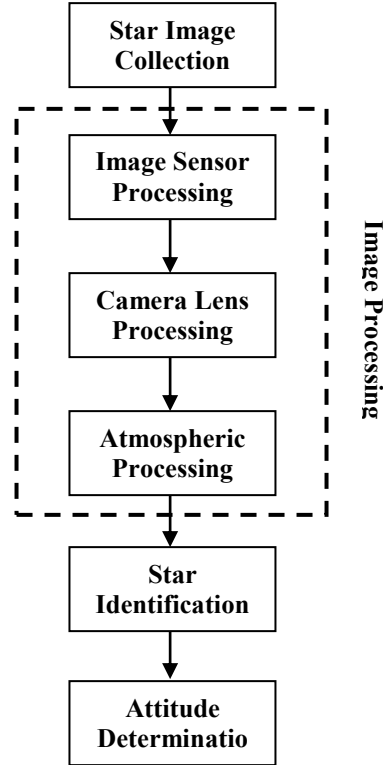 Star Image
Collection
Image Sensor
Processing
Camera Lens
Processing
Atmospheric
Processing
Image Processing
Star
Identification
Attitude
Determinatio